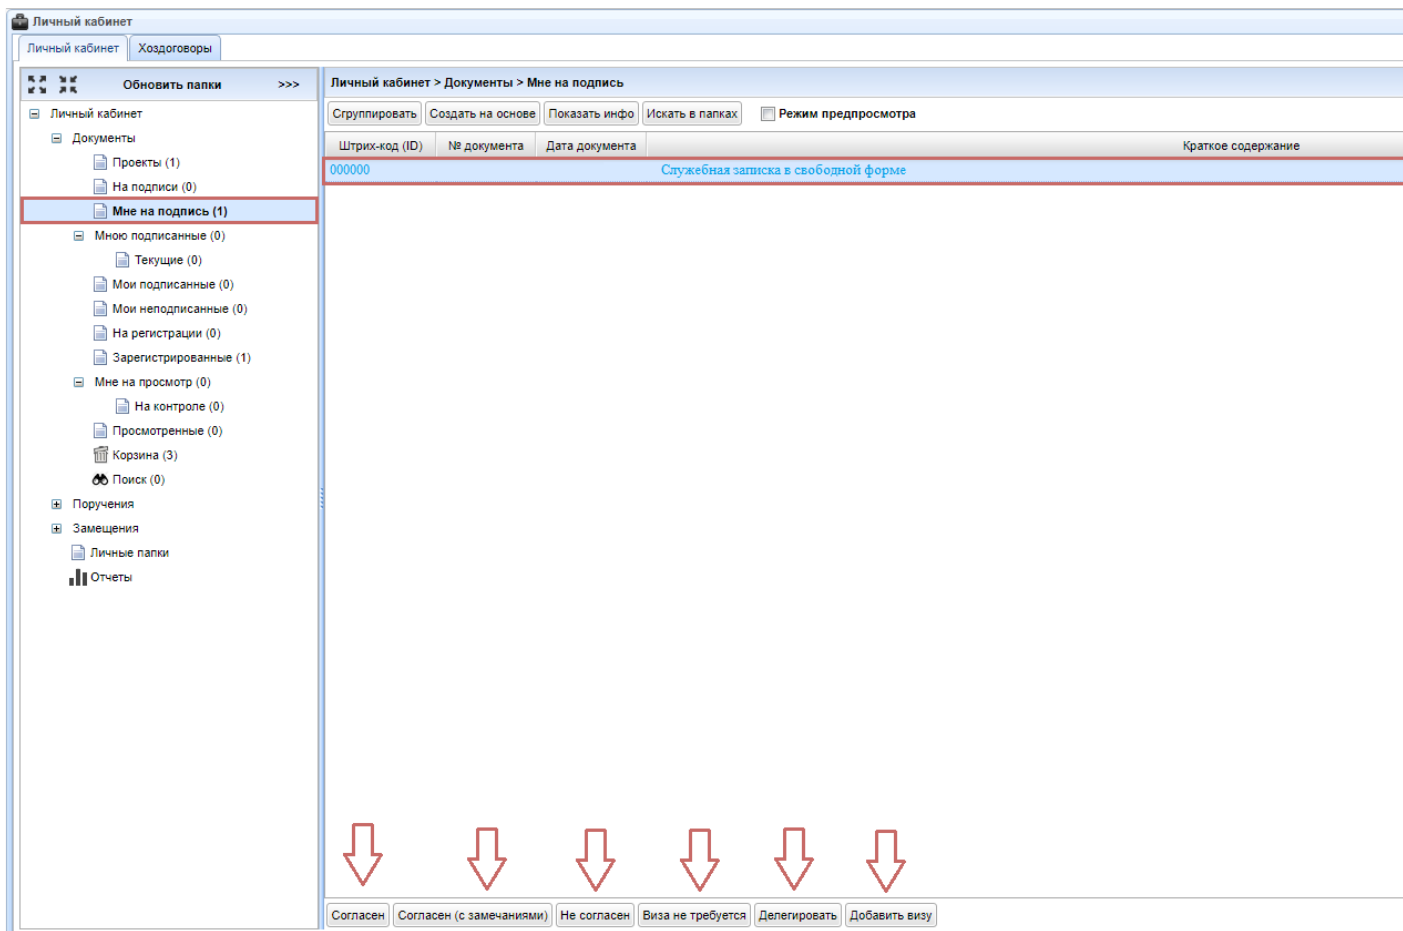 Личный кабинет
Личный кабинет Хоздоговоры
Обновить папки >>>
Личный кабинет
Документы
Проекты (1)
На подписи (0)
Мне на подпись (1)
Мною подписанные (0)
Текущие (0)
Мои подписанные (0)
Мои неподписанные (0)
На регистрации (0)
Зарегистрированные (1)
Мне на просмотр (0)
На контроле (0)
Просмотренные (0)
Корзина (3)
Поиск (0)
Поручения
Замещения
Личные папки
Отчеты
Личный кабинет > Документы > Мне на подпись
Сгруппировать Создать на основе Показать инфо Искать в папках Режим предпросмотра
Штрих-код (ID) № документа Дата документа Краткое содержание
000000 Служебная записка в свободной форме
Согласен Согласен (с замечаниями) Не согласен Виза не требуется Делегировать Добавить визу